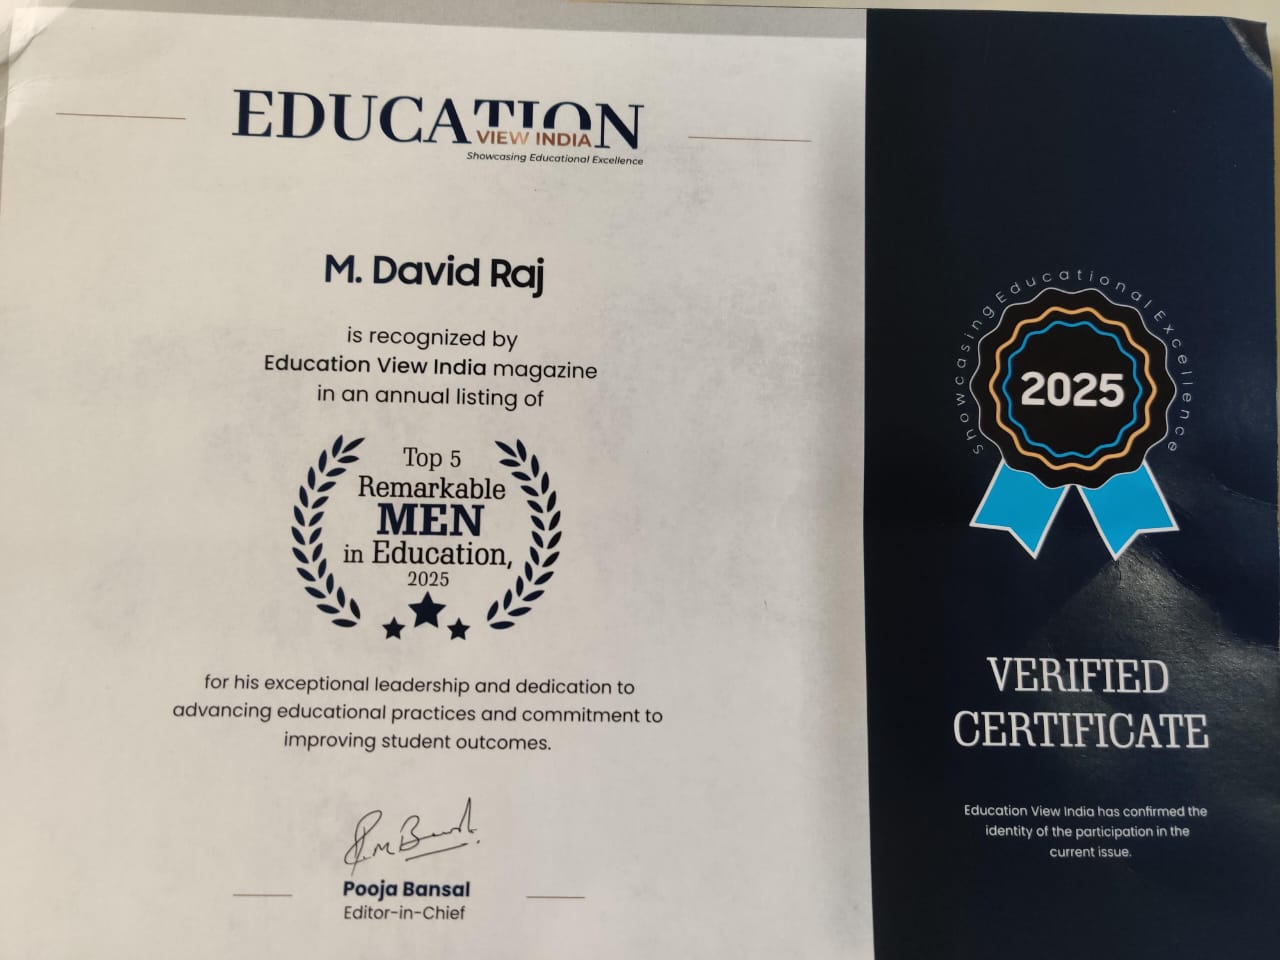 EDUCATION
VIEW INDIA
Showcasing Educational Excellence
M. David Raj
is recognized by
Education View India magazine
in an annual listing of
Top 5
Remarkable
MEN
in Education,
2025
for his exceptional leadership and dedication to
advancing educational practices and commitment to
improving student outcomes.
Pooja Bansal
Editor-in-Chief
Showcasing Educational Excellence
2025
VERIFIED
CERTIFICATE
Education View India has confirmed the
identity of the participation in the
current issue.